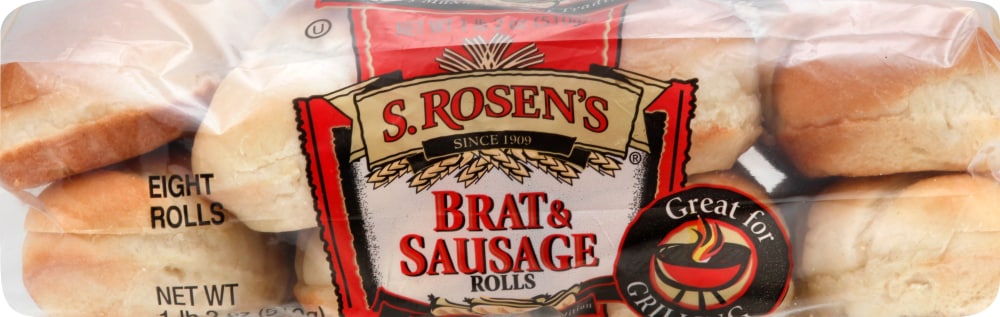 U
S. ROSEN'S
SINCE 1909
®
BRAT &
SAUSAGE
ROLLS
EIGHT
ROLLS
NET WT
Great for